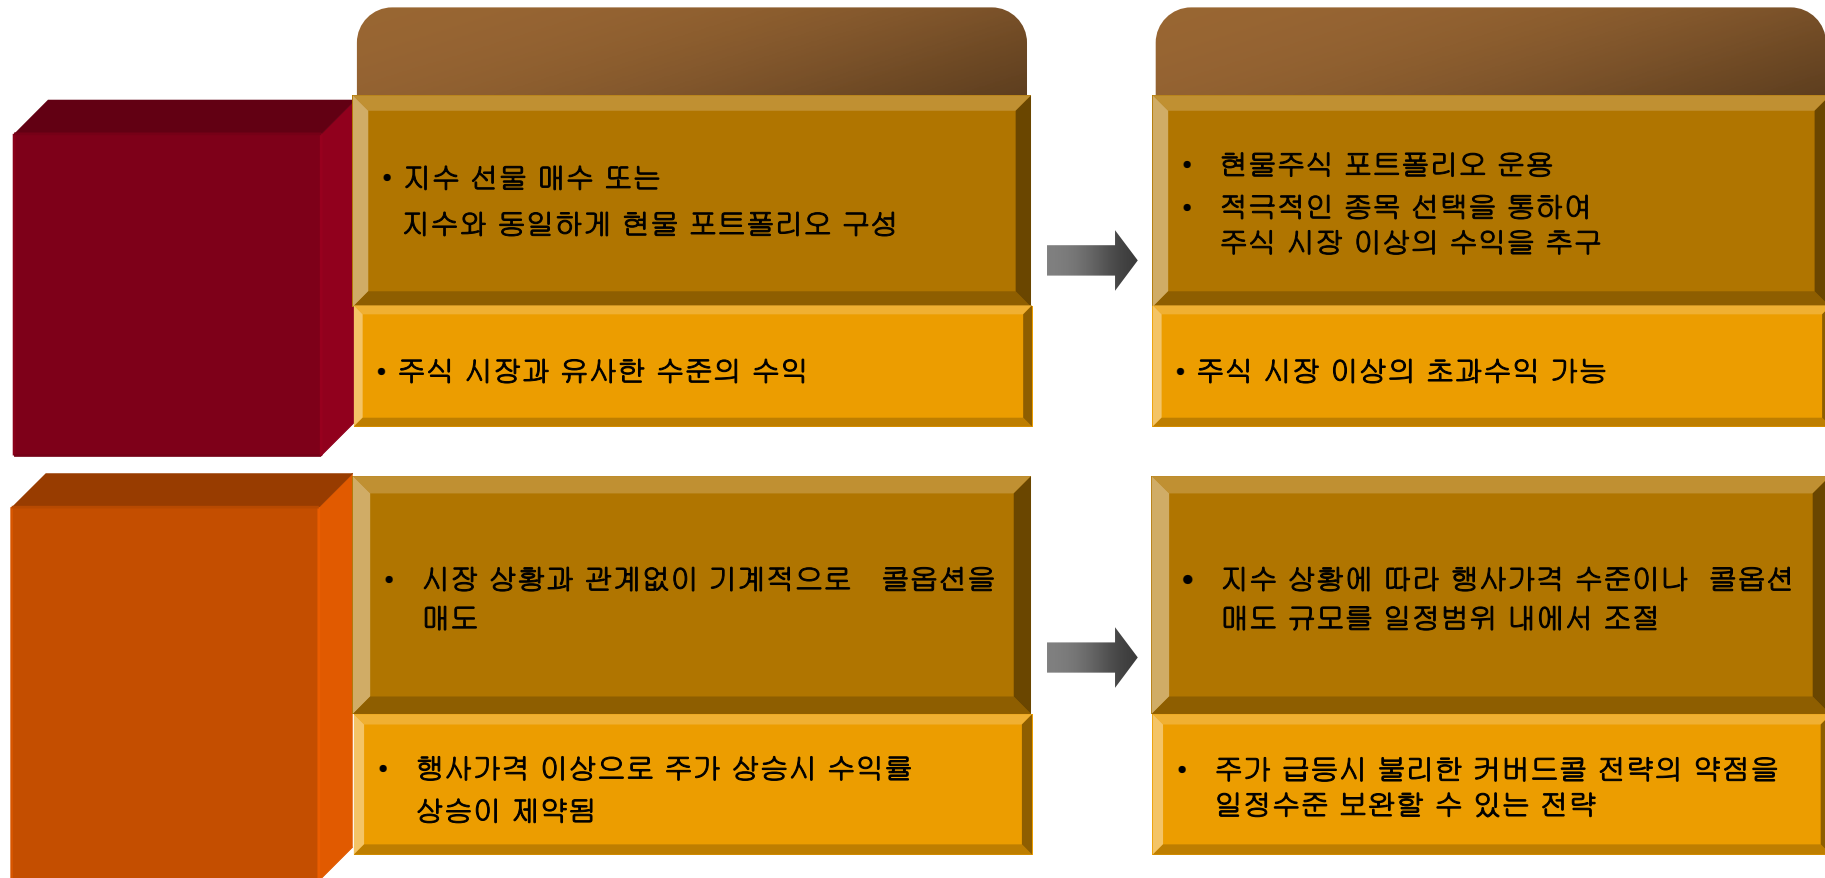 • 지수 선물 매수 또는
지수와 동일하게 현물 포트폴리오 구성
• 주식 시장과 유사한 수준의 수익
• 현물주식 포트폴리오 운용
• 적극적인 종목 선택을 통하여
주식 시장 이상의 수익을 추구
• 주식 시장 이상의 초과수익 가능
• 시장 상황과 관계없이 기계적으로 콜옵션을
매도
• 행사가격 이상으로 주가 상승시 수익률
상승이 제약됨
• 지수 상황에 따라 행사가격 수준이나 콜옵션
매도 규모를 일정범위 내에서 조절
• 주가 급등시 불리한 커버드콜 전략의 약점을
일정수준 보완할 수 있는 전략